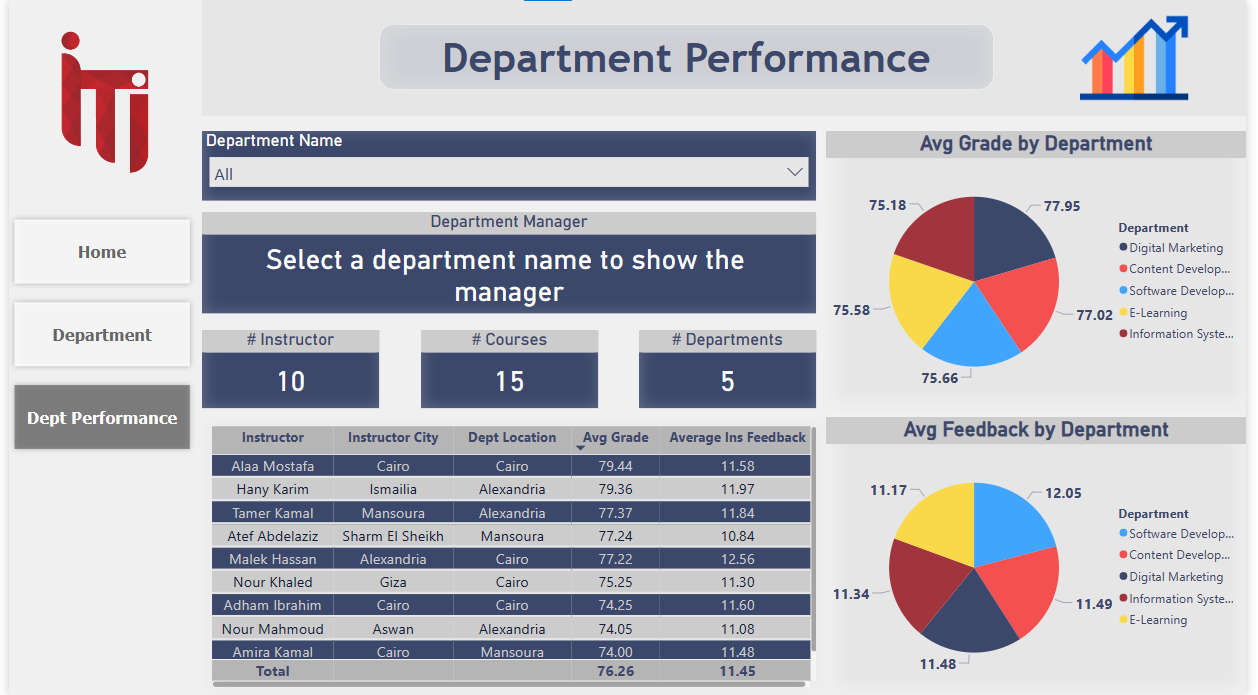 Department Performance
Home
Department
Dept Performance
Department Name
All
Department Manager
Select a department name to show the
manager
# Instructor
10
# Courses
15
# Departments
5
Instructor Instructor City Dept Location Avg Grade Average Ins Feedback
Alaa Mostafa Cairo Cairo 79.44 11.58
Hany Karim Ismailia Alexandria 79.36 11.97
Tamer Kamal Mansoura Alexandria 77.37 11.84
Atef Abdelaziz Sharm El Sheikh Mansoura 77.24 10.84
Malek Hassan Alexandria Cairo 77.22 12.56
Nour Khaled Giza Cairo 75.25 11.30
Adham Ibrahim Cairo Cairo 74.25 11.60
Nour Mahmoud Aswan Alexandria 74.05 11.08
Amira Kamal Cairo Mansoura 74.00 11.48
Total 76.26 11.45
Avg Grade by Department
75.18
77.95
75.58
77.02
75.66
Department
Digital Marketing
Content Develop...
Software Develop...
E-Learning
Information Syste...
Avg Feedback by Department
11.17
12.05
11.34
11.49
11.48
Department
Software Develop...
Content Develop...
Digital Marketing
Information Syste...
E-Learning